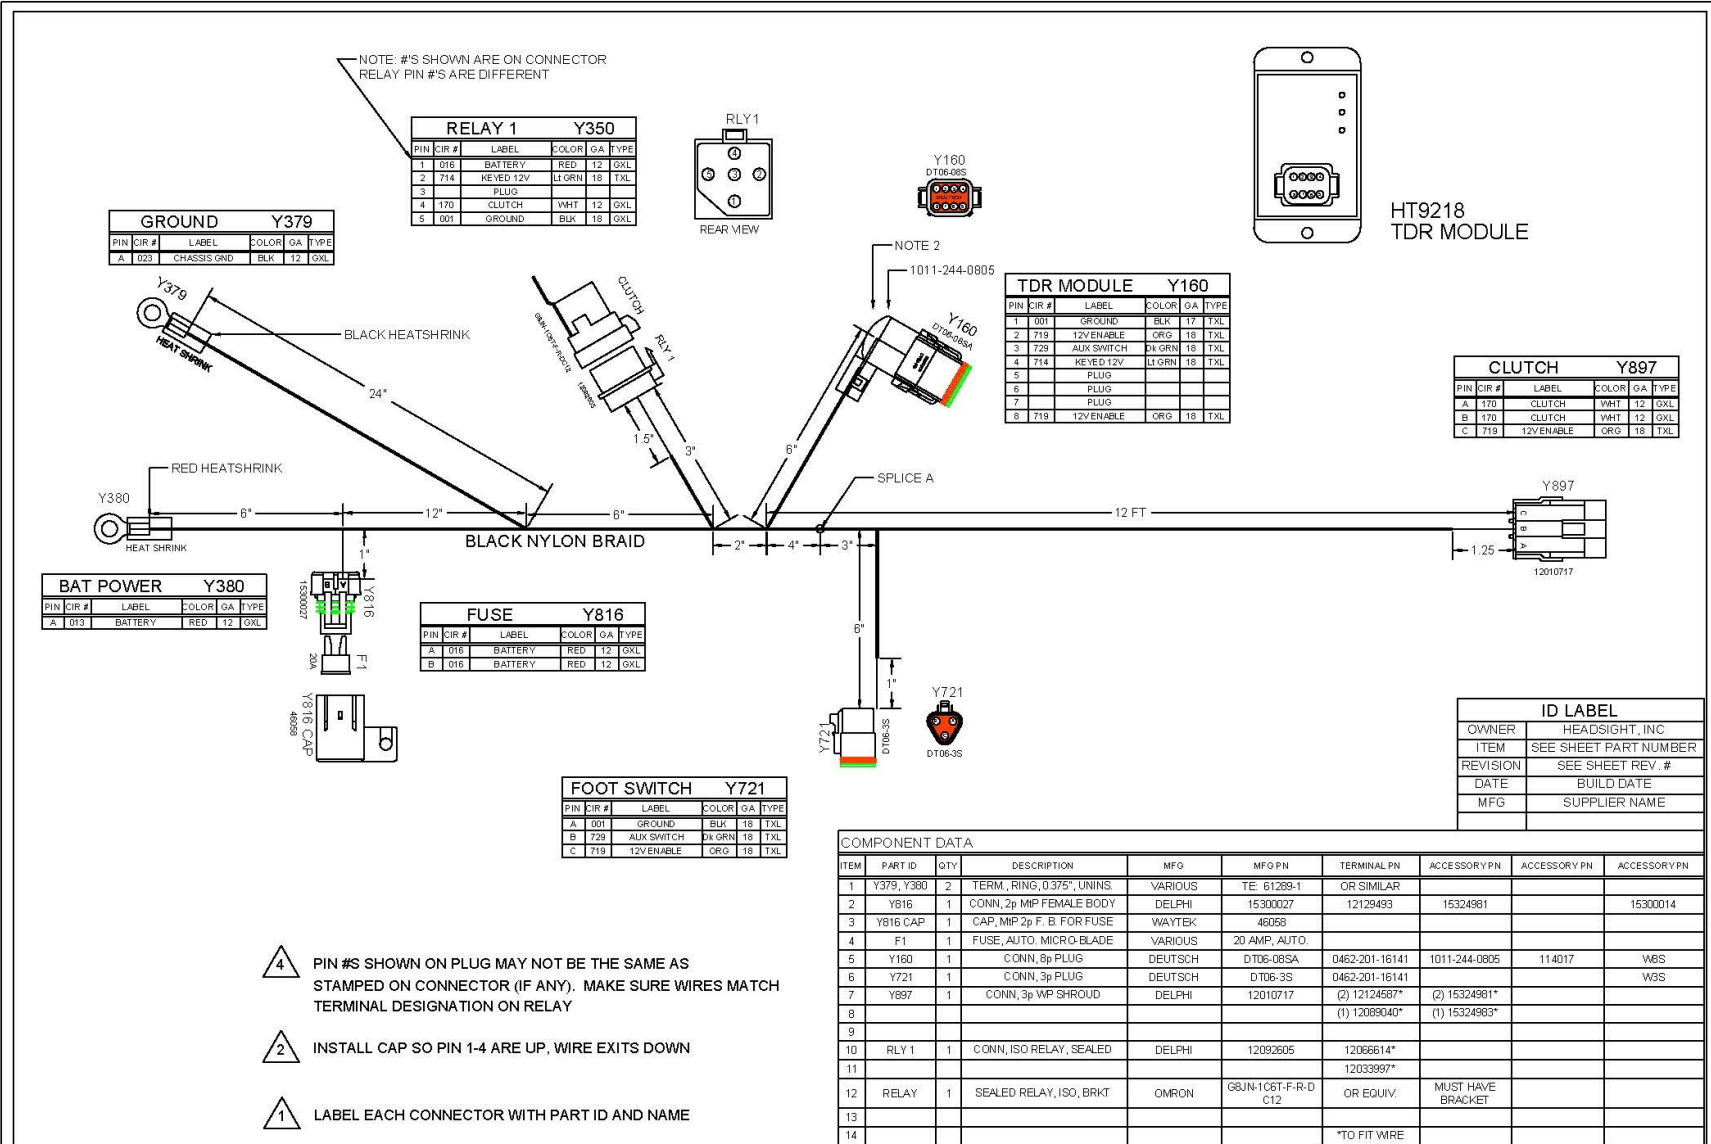 NOTE: #'S SHOWN ARE ON CONNECTOR
RELAY PIN #'S ARE DIFFERENT
RELAY 1 Y350
PIN CIR # LABEL COLOR GA TYPE
1 016 BATTERY RED 12 GXL
2 714 KEYED 12V Lt GRN 18 TXL
3 PLUG
4 170 CLUTCH WHT 12 GXL
5 001 GROUND BLK 18 GXL
RLY1
4
5 3 2
1
REAR VIEW
Y160
DT06-08S
HT9218
TDR MODULE
GROUND Y379
PIN CIR # LABEL COLOR GA TYPE
A 023 CHASSIS GND BLK 12 GXL
Y379
HEAT SHRINK
BLACK HEATSHRINK
24"
CLUTCH
G8JN-1C6T-F-R-DC12
RLY 1
12092605
1.5"
3"
NOTE 2
1011-244-0805
Y160
DT06-08SA
6"
TDR MODULE Y160
PIN CIR # LABEL COLOR GA TYPE
1 001 GROUND BLK 17 TXL
2 719 12V ENABLE ORG 18 TXL
3 729 AUX SWITCH Dk GRN 18 TXL
4 714 KEYED 12V Lt GRN 18 TXL
5 PLUG
6 PLUG
7 PLUG
8 719 12V ENABLE ORG 18 TXL
CLUTCH Y897
PIN CIR # LABEL COLOR GA TYPE
A 170 CLUTCH WHT 12 GXL
B 170 CLUTCH WHT 12 GXL
C 719 12V ENABLE ORG 18 TXL
RED HEATSHRINK
SPLICE A
Y380
HEAT SHRINK
6" 12" 6" 12 FT
BLACK NYLON BRAID
2" 4" 3"
1.25
Y897
C
B
A
12010717
1"
BAT POWER Y380
PIN CIR # LABEL COLOR GA TYPE
A 013 BATTERY RED 12 GXL
15300027
Y816
20A
F1
Y816 CAP
46058
FUSE Y816
PIN CIR # LABEL COLOR GA TYPE
A 016 BATTERY RED 12 GXL
B 016 BATTERY RED 12 GXL
6"
1"
Y721
DT06-3S
Y721
DT06-3S
FOOT SWITCH Y721
PIN CIR # LABEL COLOR GA TYPE
A 001 GROUND BLK 18 TXL
B 729 AUX SWITCH Dk GRN 18 TXL
C 719 12V ENABLE ORG 18 TXL
ID LABEL
OWNER HEADSIGHT, INC
ITEM SEE SHEET PART NUMBER
REVISION SEE SHEET REV. #
DATE BUILD DATE
MFG SUPPLIER NAME
COMPONENT DATA
ITEM PART ID QTY DESCRIPTION MFG MFG PN TERMINAL PN ACCESSORY PN ACCESSORY PN ACCESSORY PN
1 Y379, Y380 2 TERM., RING, 0.375", UNINS. VARIOUS TE: 61289-1 OR SIMILAR
2 Y816 1 CONN, 2p MtP FEMALE BODY DELPHI 15300027 12129493 15324981 15300014
3 Y816 CAP 1 CAP, MtP 2p F. B. FOR FUSE WAYTEK 46058
4 F1 1 FUSE, AUTO. MICRO-BLADE VARIOUS 20 AMP, AUTO.
5 Y160 1 CONN, 8p PLUG DEUTSCH DT06-08SA 0462-201-16141 1011-244-0805 114017 W8S
6 Y721 1 CONN, 3p PLUG DEUTSCH DT06-3S 0462-201-16141 W3S
7 Y897 1 CONN, 3p WP SHROUD DELPHI 12010717 (2) 12124587* (2) 15324981*
8 (1) 12089040* (1) 15324983*
9
10 RLY 1 1 CONN, ISO RELAY, SEALED DELPHI 12092605 12066614*
11 12033997*
12 RELAY 1 SEALED RELAY, ISO, BRKT OMRON G8JN-1C6T-F-R-D C12 OR EQUIV. MUST HAVE BRACKET
13
14 *TO FIT WIRE
4 PIN #S SHOWN ON PLUG MAY NOT BE THE SAME AS
STAMPED ON CONNECTOR (IF ANY). MAKE SURE WIRES MATCH
TERMINAL DESIGNATION ON RELAY
2 INSTALL CAP SO PIN 1-4 ARE UP, WIRE EXITS DOWN
1 LABEL EACH CONNECTOR WITH PART ID AND NAME